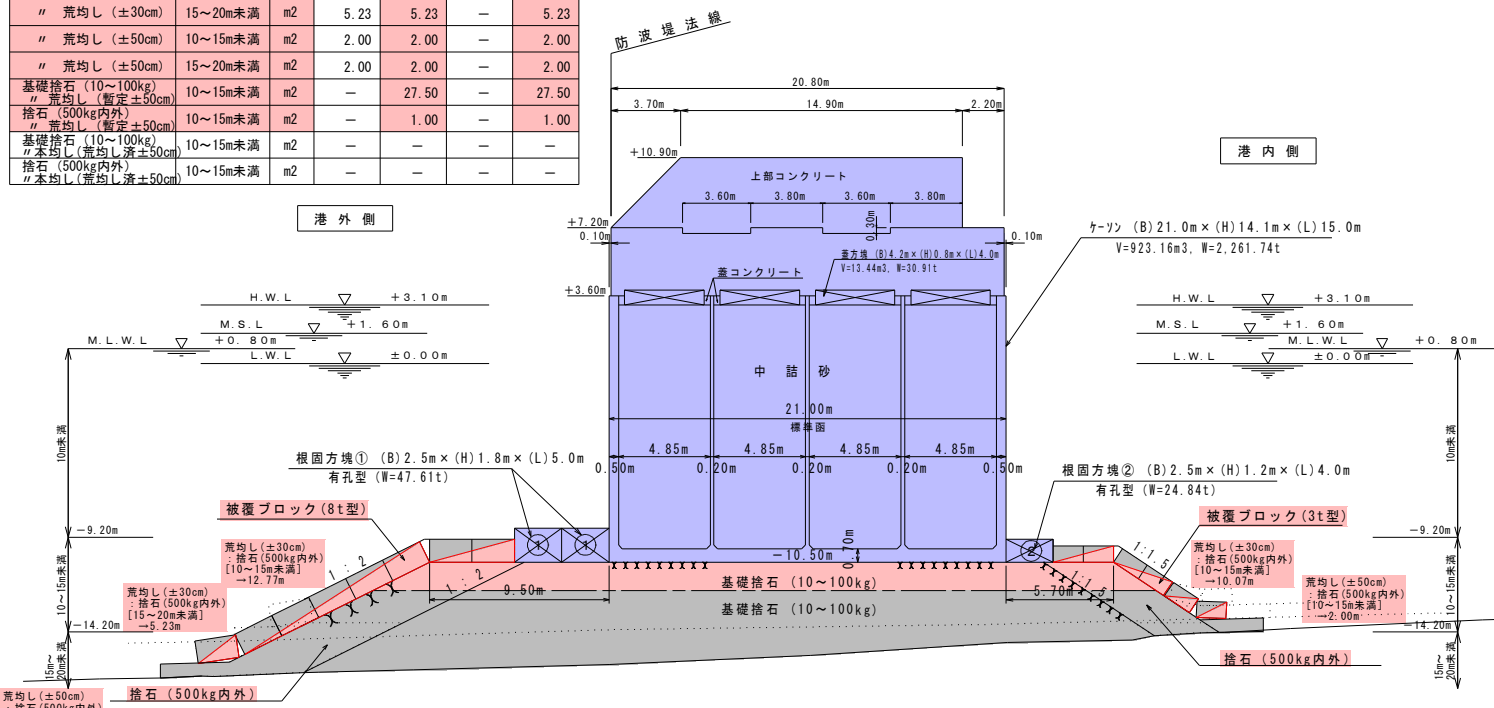 〃 荒均し (±30cm) 15～20m未満 m2 5.23 5.23 － 5.23
〃 荒均し (±50cm) 10～15m未満 m2 2.00 2.00 － 2.00
〃 荒均し (±50cm) 15～20m未満 m2 2.00 2.00 － 2.00
基礎捨石 (10～100kg)
〃 荒均し (暫定±50cm) 10～15m未満 m2 － 27.50 － 27.50
捨石 (500kg内外)
〃 荒均し (暫定±50cm) 10～15m未満 m2 － 1.00 － 1.00
基礎捨石 (10～100kg)
〃本均し(荒均し済±50cm) 10～15m未満 m2 － － － －
捨石 (500kg内外)
〃本均し(荒均し済±50cm) 10～15m未満 m2 － － － －
防波堤法線
20.80m
3.70m 14.90m 2.20m
港内側
+10.90m
上部コンクリート
3.60m 3.80m 3.60m 3.80m
港外側
+7.20m
0.30m
0.10m 0.10m
ケーソン (B)21.0m×(H)14.1m×(L)15.0m
V=923.16m3, W=2,261.74t
蓋方塊 (B)4.2m×(H)0.8m×(L)4.0m
V=13.44m3, W=30.91t
蓋コンクリート
+3.60m
H.W.L +3.10m
M.S.L +1.60m
M.L.W.L +0.80m
L.W.L ±0.00m
H.W.L +3.10m
M.S.L +1.60m
M.L.W.L +0.80m
L.W.L ±0.00m
中詰砂
21.00m
標準函
4.85m 4.85m 4.85m 4.85m
0.50m 0.20m 0.20m 0.20m 0.50m
10m未満
10m未満
根固方塊① (B)2.5m×(H)1.8m×(L)5.0m
有孔型 (W=47.61t)
根固方塊② (B)2.5m×(H)1.2m×(L)4.0m
有孔型 (W=24.84t)
被覆ブロック(8t型)
被覆ブロック(3t型)
-9.20m
-9.20m
① ①
②
-10.50m
0.70m
荒均し(±30cm)
:捨石(500kg内外)
[10～15m未満]
→12.77m
1:2
1:2
1:1.5
1:1.5
荒均し(±30cm)
:捨石(500kg内外)
[10～15m未満]
→10.07m
基礎捨石 (10～100kg)
9.50m
5.70m
基礎捨石 (10～100kg)
荒均し(±30cm)
:捨石(500kg内外)
[15～20m未満]
→5.23m
荒均し(±50cm)
:捨石(500kg内外)
[10～15m未満]
→2.00m
10～15m未満
10～15m未満
-14.20m
-14.20m
15m～
20m未満
15m～
20m未満
捨石 (500kg内外)
捨石 (500kg内外)
荒均し(±50cm)
:捨石(500kg内外)